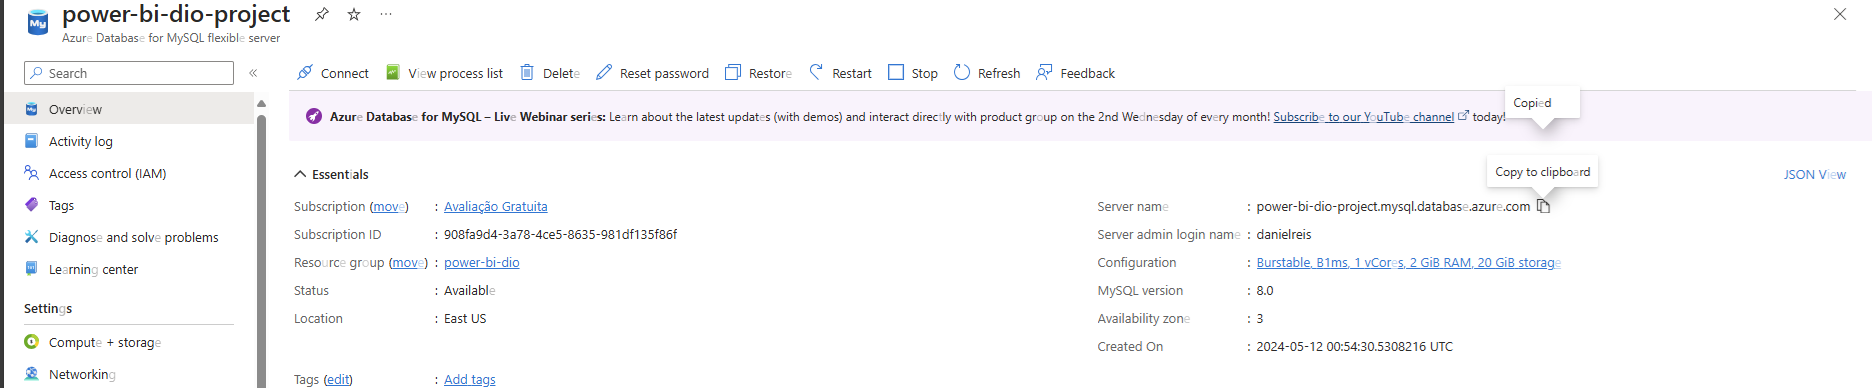 power-bi-dio-project
Azure Database for MySQL flexible server
Search
Connect View process list Delete Reset password Restore Restart Stop Refresh Feedback
Overview
Activity log
Access control (IAM)
Tags
Diagnose and solve problems
Learning center
Settings
Compute + storage
Networking
Copied
Azure Database for MySQL – Live Webinar series: Learn about the latest updates (with demos) and interact directly with product group on the 2nd Wednesday of every month! Subscribe to our YouTube channel today!
Copy to clipboard
Essentials
JSON View
Subscription (move) : Avaliação Gratuita
Subscription ID : 908fa9d4-3a78-4ce5-8635-981df135f86f
Resource group (move) : power-bi-dio
Status : Available
Location : East US
Server name : power-bi-dio-project.mysql.database.azure.com
Server admin login name : danielreis
Configuration : Burstable, B1ms, 1 vCores, 2 GiB RAM, 20 GiB storage
MySQL version : 8.0
Availability zone : 3
Created On : 2024-05-12 00:54:30.5308216 UTC
Tags (edit) : Add tags